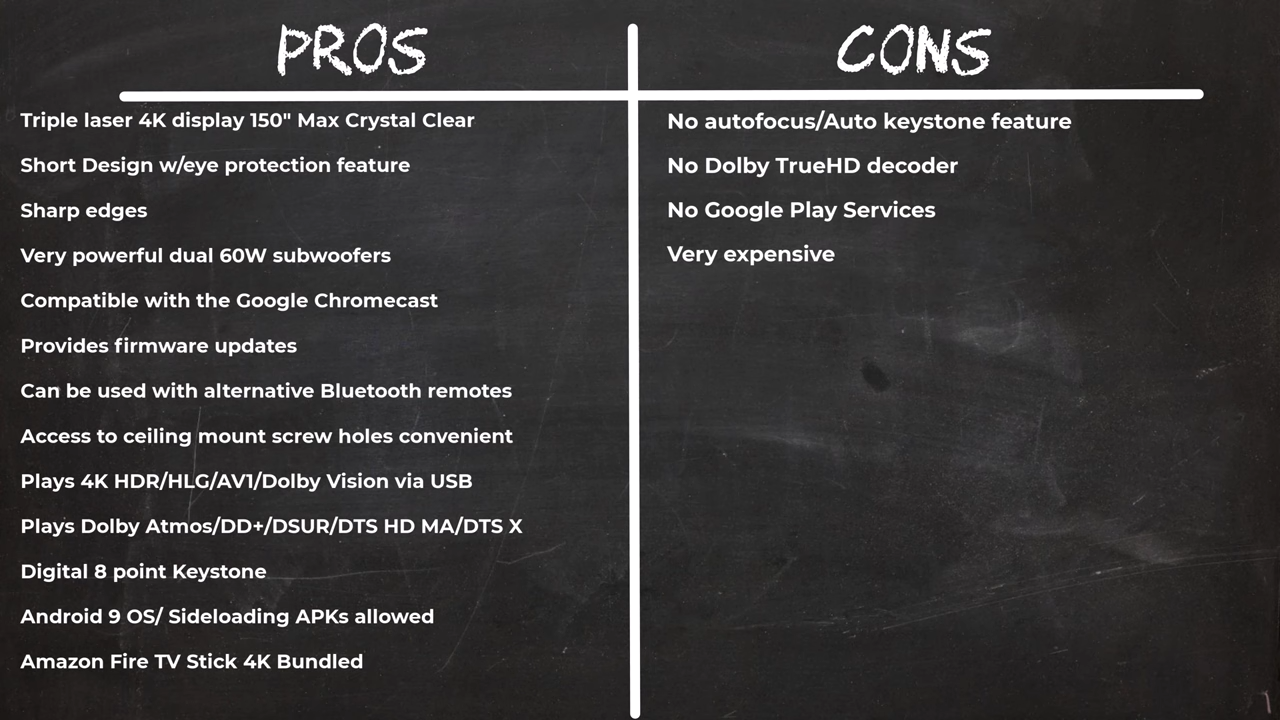 PROS
Triple laser 4K display 150" Max Crystal Clear
Short Design w/eye protection feature
Sharp edges
Very powerful dual 60W subwoofers
Compatible with the Google Chromecast
Provides firmware updates
Can be used with alternative Bluetooth remotes
Access to ceiling mount screw holes convenient
Plays 4K HDR/HLG/AV1/Dolby Vision via USB
Plays Dolby Atmos/DD+/DSUR/DTS HD MA/DTS X
Digital 8 point Keystone
Android 9 OS/ Sideloading APKs allowed
Amazon Fire TV Stick 4K Bundled
CONS
No autofocus/Auto keystone feature
No Dolby TrueHD decoder
No Google Play Services
Very expensive